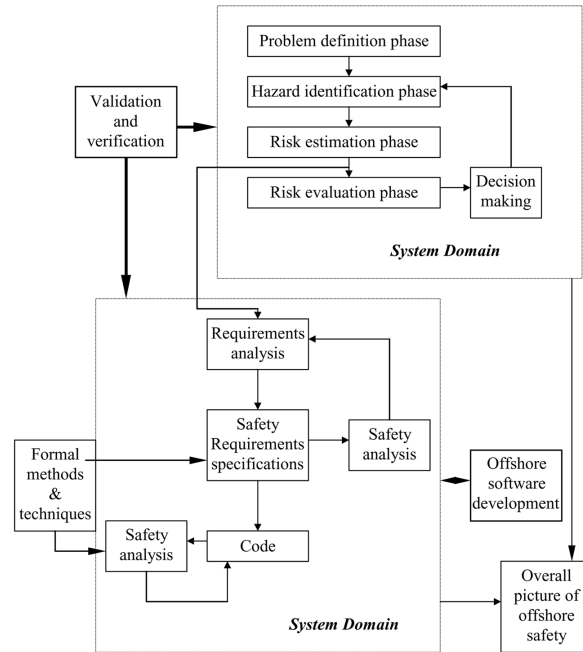 Problem definition phase
Hazard identification phase
Validation
and
verification
Risk estimation phase
Risk evaluation phase
Decision
making
System Domain
Requirements
analysis
Safety
Requirements
specifications
Safety
analysis
Formal
methods
&
techniques
Offshore
software
development
Safety
analysis
Code
Overall
picture of
offshore
safety
System Domain